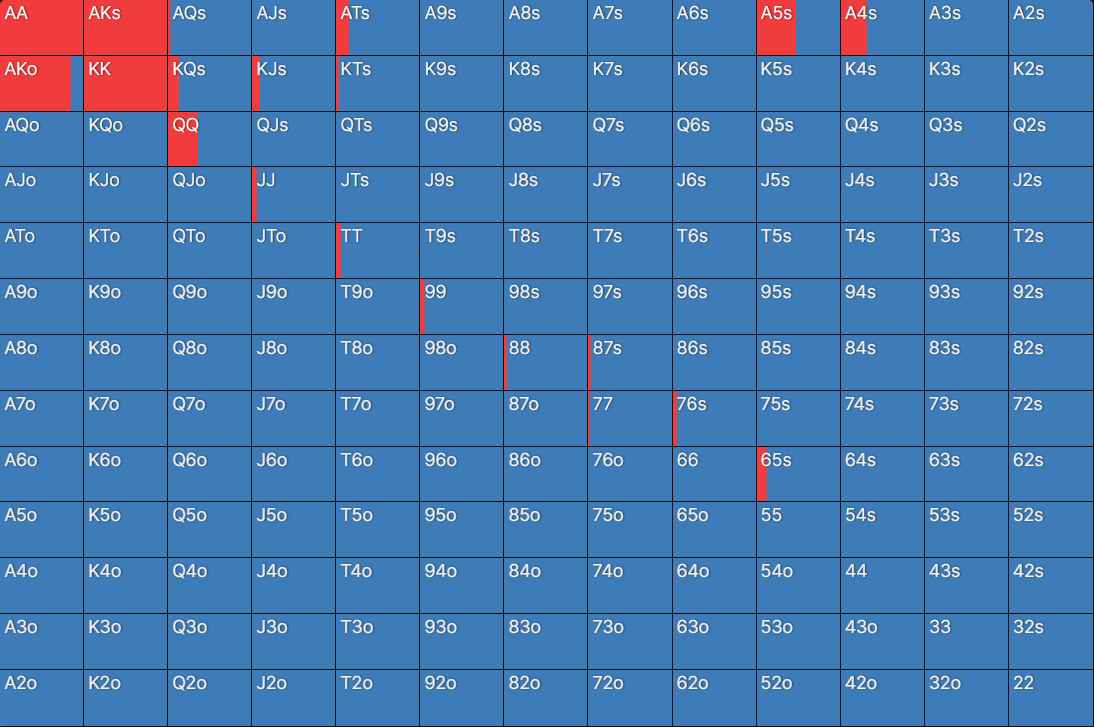 AA AKs AQs AJs ATs A9s A8s A7s A6s A5s A4s A3s A2s
AKo KK KQs KJs KTs K9s K8s K7s K6s K5s K4s K3s K2s
AQo KQo QQ QJs QTs Q9s Q8s Q7s Q6s Q5s Q4s Q3s Q2s
AJo KJo QJo JJ JTs J9s J8s J7s J6s J5s J4s J3s J2s
ATo KTo QTo JTo TT T9s T8s T7s T6s T5s T4s T3s T2s
A9o K9o Q9o J9o T9o 99 98s 97s 96s 95s 94s 93s 92s
A8o K8o Q8o J8o T8o 98o 88 87s 86s 85s 84s 83s 82s
A7o K7o Q7o J7o T7o 97o 87o 77 76s 75s 74s 73s 72s
A6o K6o Q6o J6o T6o 96o 86o 76o 66 65s 64s 63s 62s
A5o K5o Q5o J5o T5o 95o 85o 75o 65o 55 54s 53s 52s
A4o K4o Q4o J4o T4o 94o 84o 74o 64o 54o 44 43s 42s
A3o K3o Q3o J3o T3o 93o 83o 73o 63o 53o 43o 33 32s
A2o K2o Q2o J2o T2o 92o 82o 72o 62o 52o 42o 32o 22